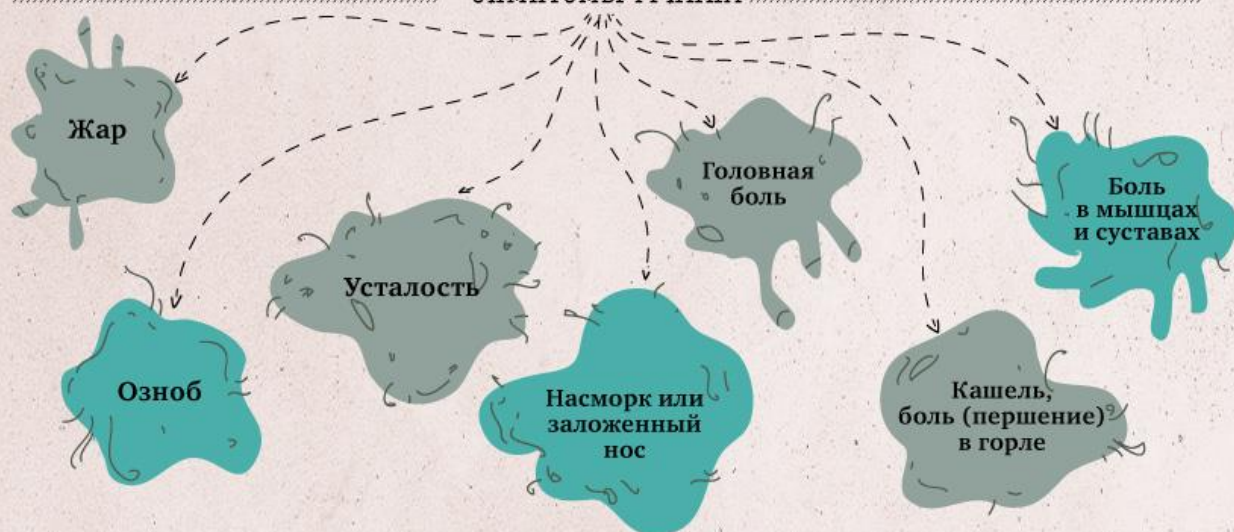 Жар
Головная
боль
Боль
в мышцах
и суставах
Усталость
Озноб
Насморк или
заложенный
нос
Кашель,
боль (першение)
в горле